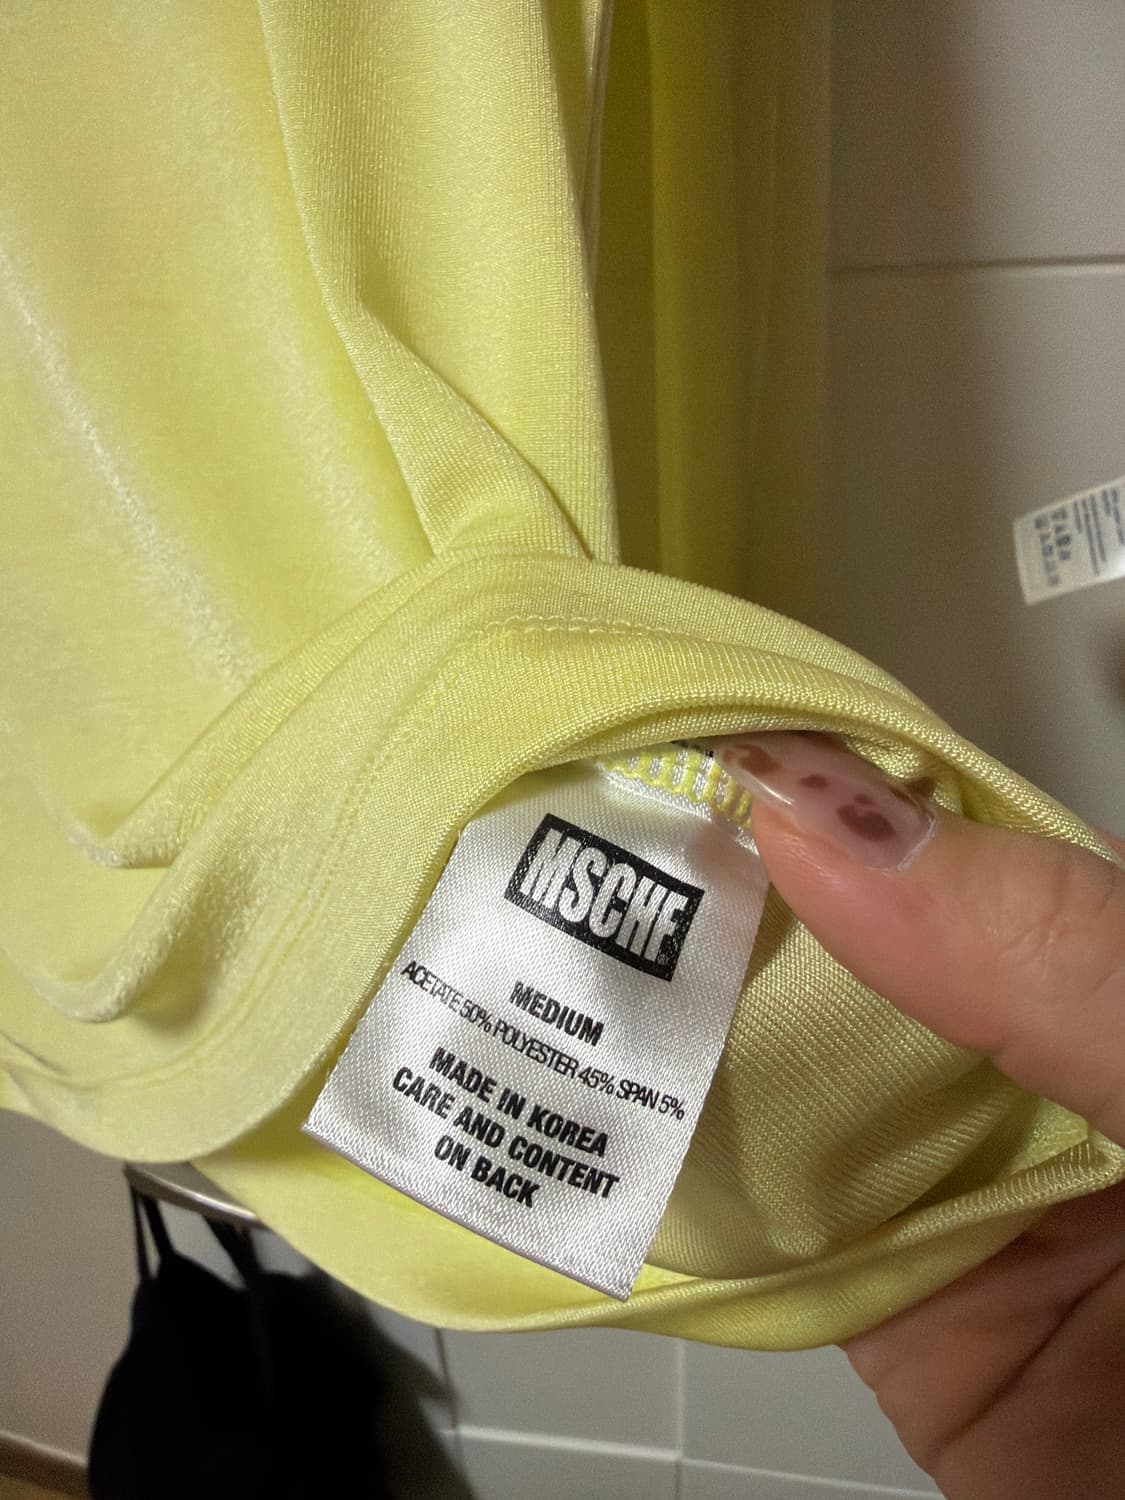 MSCHF
MEDIUM
ACETATE 50% POLYESTER 45% SPAN 5%
MADE IN KOREA
CARE AND CONTENT
ON BACK